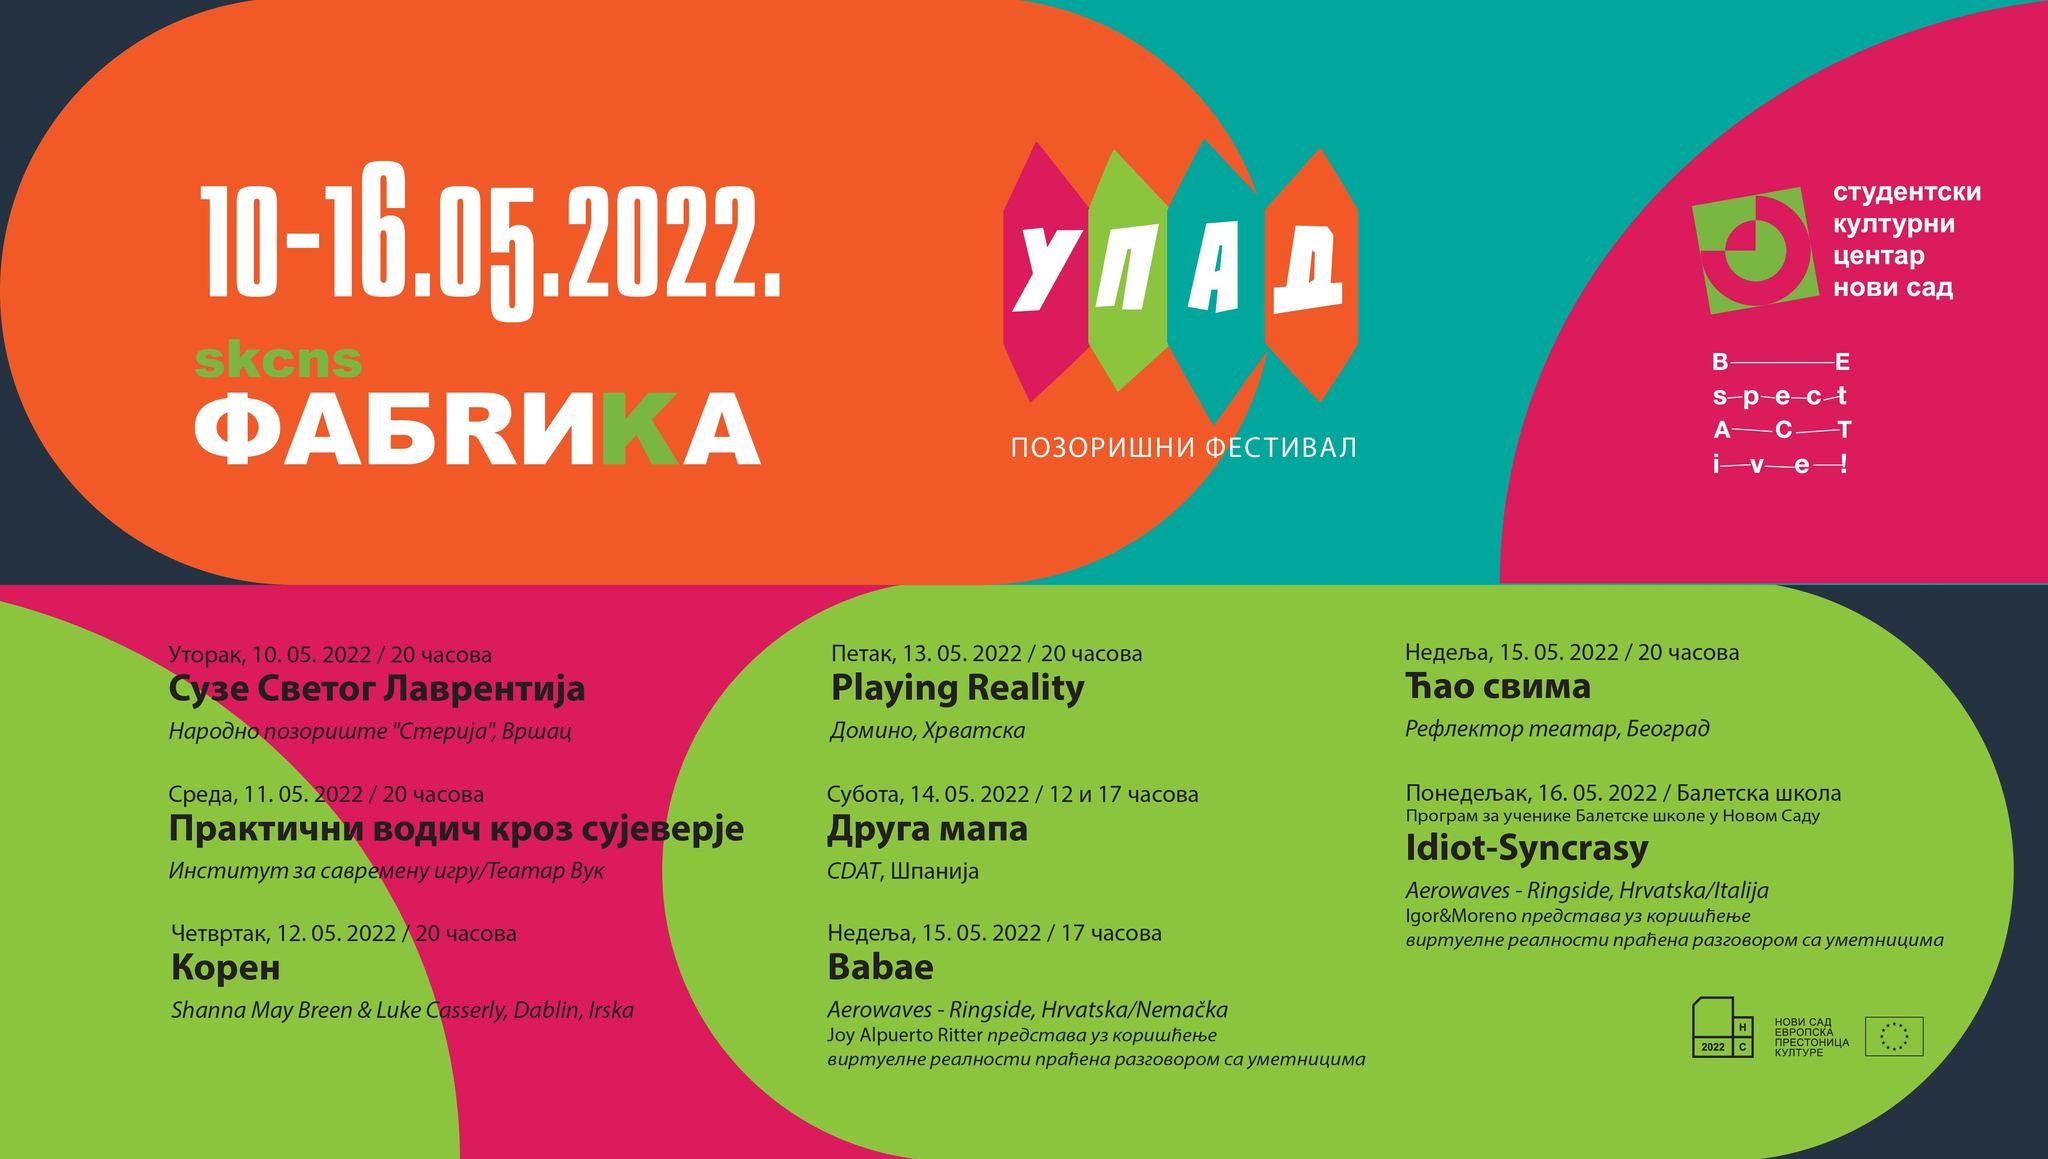 10-16.05.2022.
skcns
ФАБRИКА
УПАД
ПОЗОРИШНИ ФЕСТИВАЛ
студентски
културни
центар
нови сад
B E
spect
ACT
ive!
Уторак, 10. 05. 2022 / 20 часова
Сузе Светог Лаврентија
Народно позориште "Стерија", Вршац
Среда, 11. 05. 2022 / 20 часова
Практични водич кроз сујеверје
Институт за савремену игру/Театар Вук
Четвртак, 12. 05. 2022 / 20 часова
Корен
Shanna May Breen & Luke Casserly, Dablin, Irska
Петак, 13. 05. 2022 / 20 часова
Playing Reality
Домино, Хрватска
Субота, 14. 05. 2022 / 12 и 17 часова
Друга мапа
CDAT, Шпанија
Недеља, 15. 05. 2022 / 17 часова
Babae
Aerowaves - Ringside, Hrvatska/Nemačka
Joy Alpuerto Ritter представа уз коришћење
виртуелне реалности праћена разговором са уметницима
Недеља, 15. 05. 2022 / 20 часова
Ћао свима
Рефлектор театар, Београд
Понедељак, 16. 05. 2022 / Балетска школа
Програм за ученике Балетске школе у Новом Саду
Idiot-Syncrasy
Aerowaves - Ringside, Hrvatska/Italija
Igor&Moreno представа уз коришћење
виртуелне реалности праћена разговором са уметницима
Н
2022 С
НОВИ САД
ЕВРОПСКА
ПРЕСТОНИЦА
КУЛТУРЕ